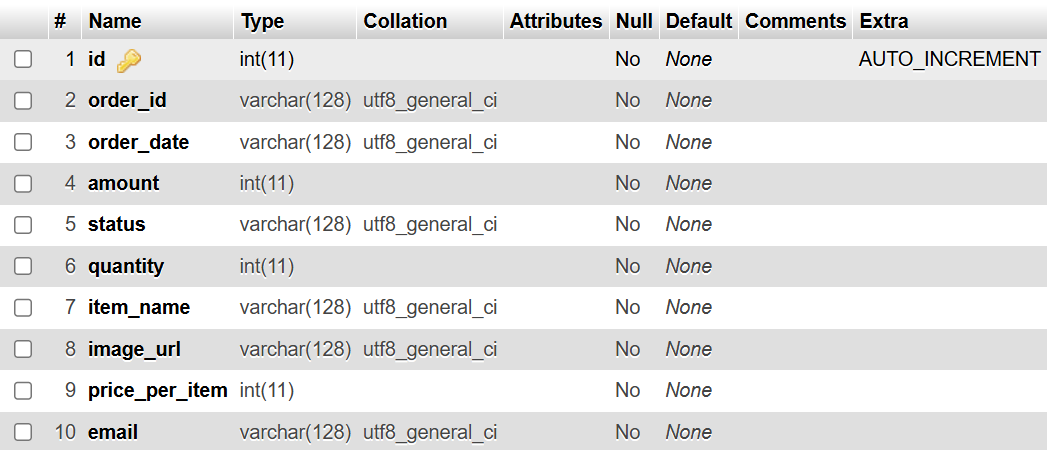 # Name Type Collation Attributes Null Default Comments Extra
1 id int(11) No None AUTO_INCREMENT
2 order_id varchar(128) utf8_general_ci No None
3 order_date varchar(128) utf8_general_ci No None
4 amount int(11) No None
5 status varchar(128) utf8_general_ci No None
6 quantity int(11) No None
7 item_name varchar(128) utf8_general_ci No None
8 image_url varchar(128) utf8_general_ci No None
9 price_per_item int(11) No None
10 email varchar(128) utf8_general_ci No None